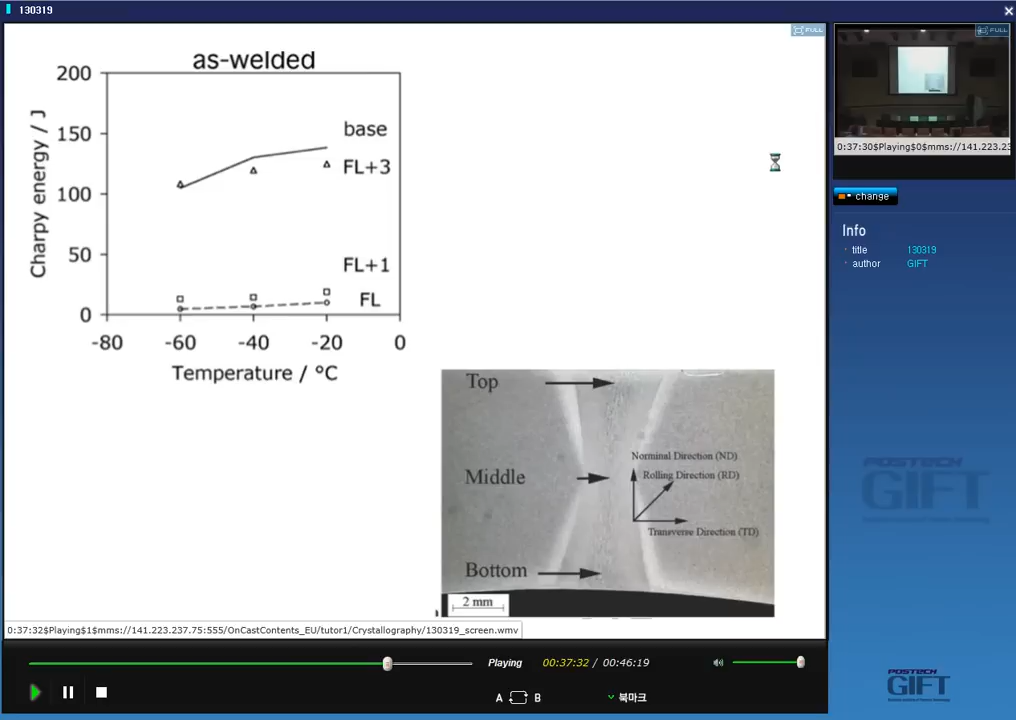 130319
FULL
as-welded
200
150
100
50
0
Charpy energy / J
base
FL+3
FL+1
FL
-80 -60 -40 -20 0
Temperature / °C
Top
Middle
Bottom
Norminal Direction (ND)
Rolling Direction (RD)
Transverse Direction (TD)
2 mm
0:37:32$Playing$1$mms://141.223.237.75:555/OnCastContents_EU/tutor1/Crystallography/130319_screen.wmv
Playing 00:37:32 / 00:46:19
A B 북마크
FULL
0:37:30$Playing$0$mms://141.223.23
change
Info
title 130319
author GIFT
POSTECH
GIFT
POSTECH
GIFT